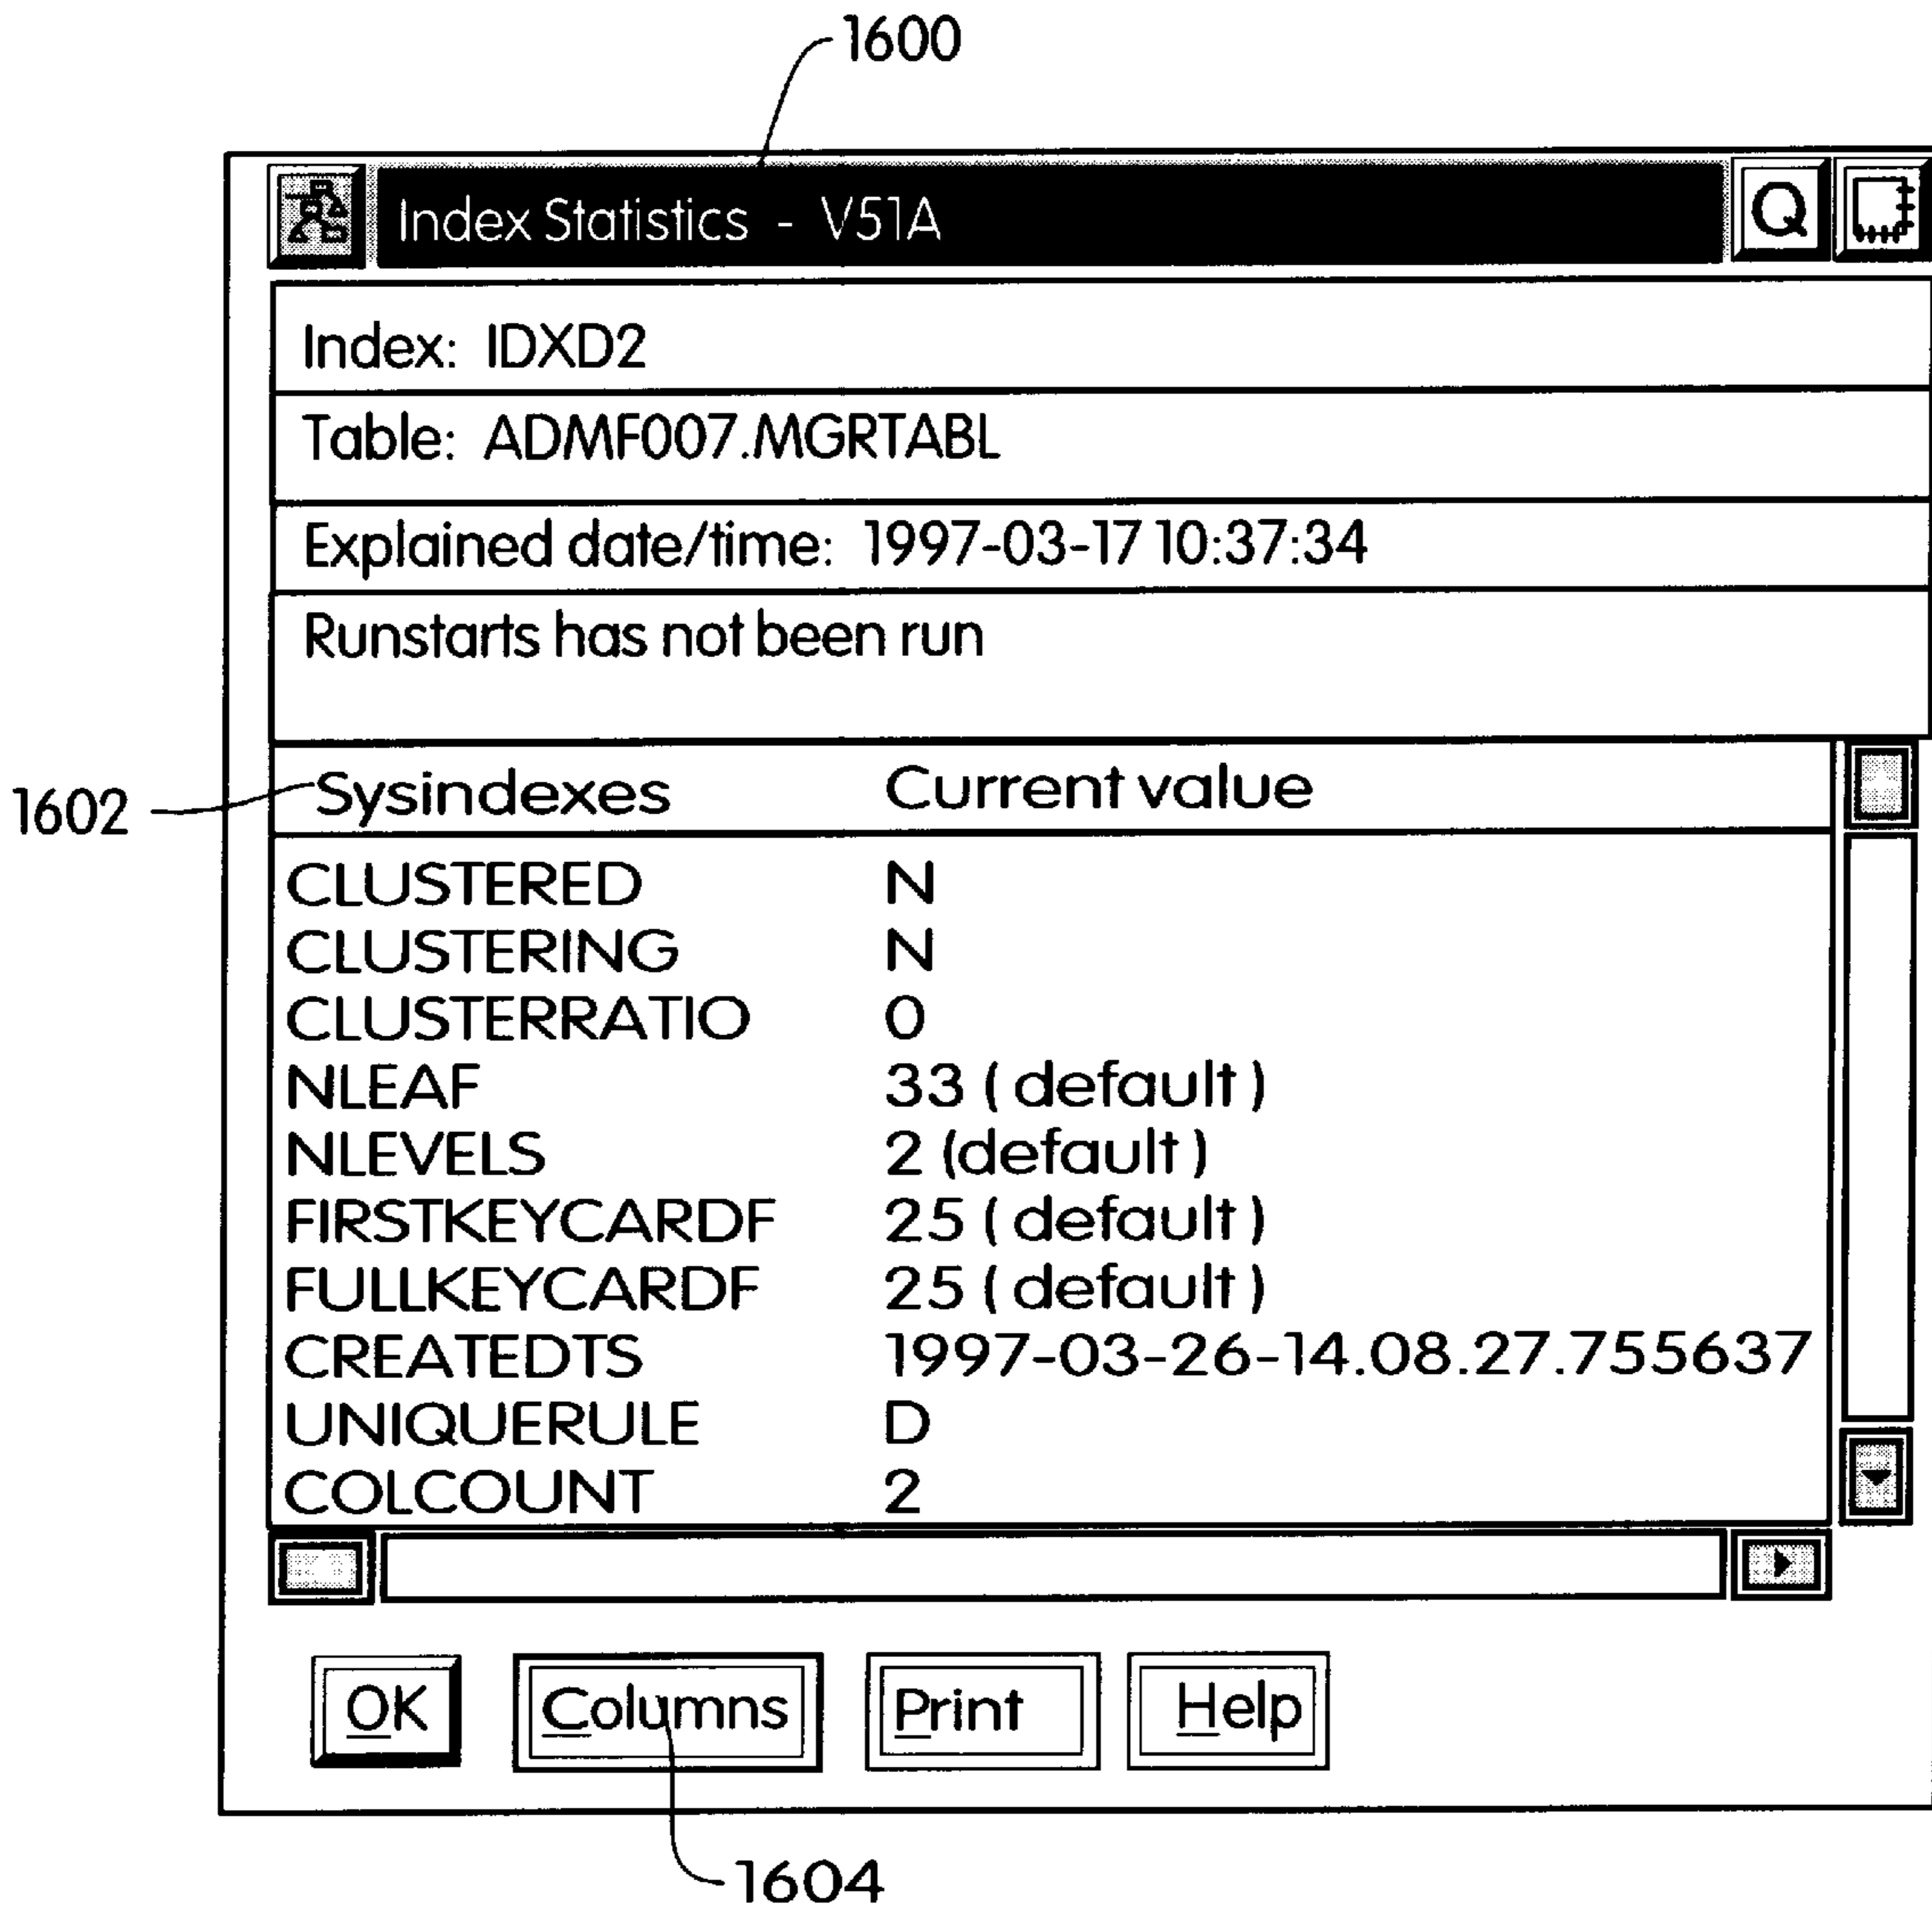 1600
Index Statistics - V51A Q
Index: IDXD2
Table: ADMF007.MGRTABL
Explained date/time: 1997-03-17 10:37:34
Runstarts has not been run
1602 Sysindexes Current value
CLUSTERED N
CLUSTERING N
CLUSTERRATIO 0
NLEAF 33 ( default )
NLEVELS 2 (default )
FIRSTKEYCARDF 25 ( default )
FULLKEYCARDF 25 ( default )
CREATEDTS 1997-03-26-14.08.27.755637
UNIQUERULE D
COLCOUNT 2
OK Columns Print Help
1604